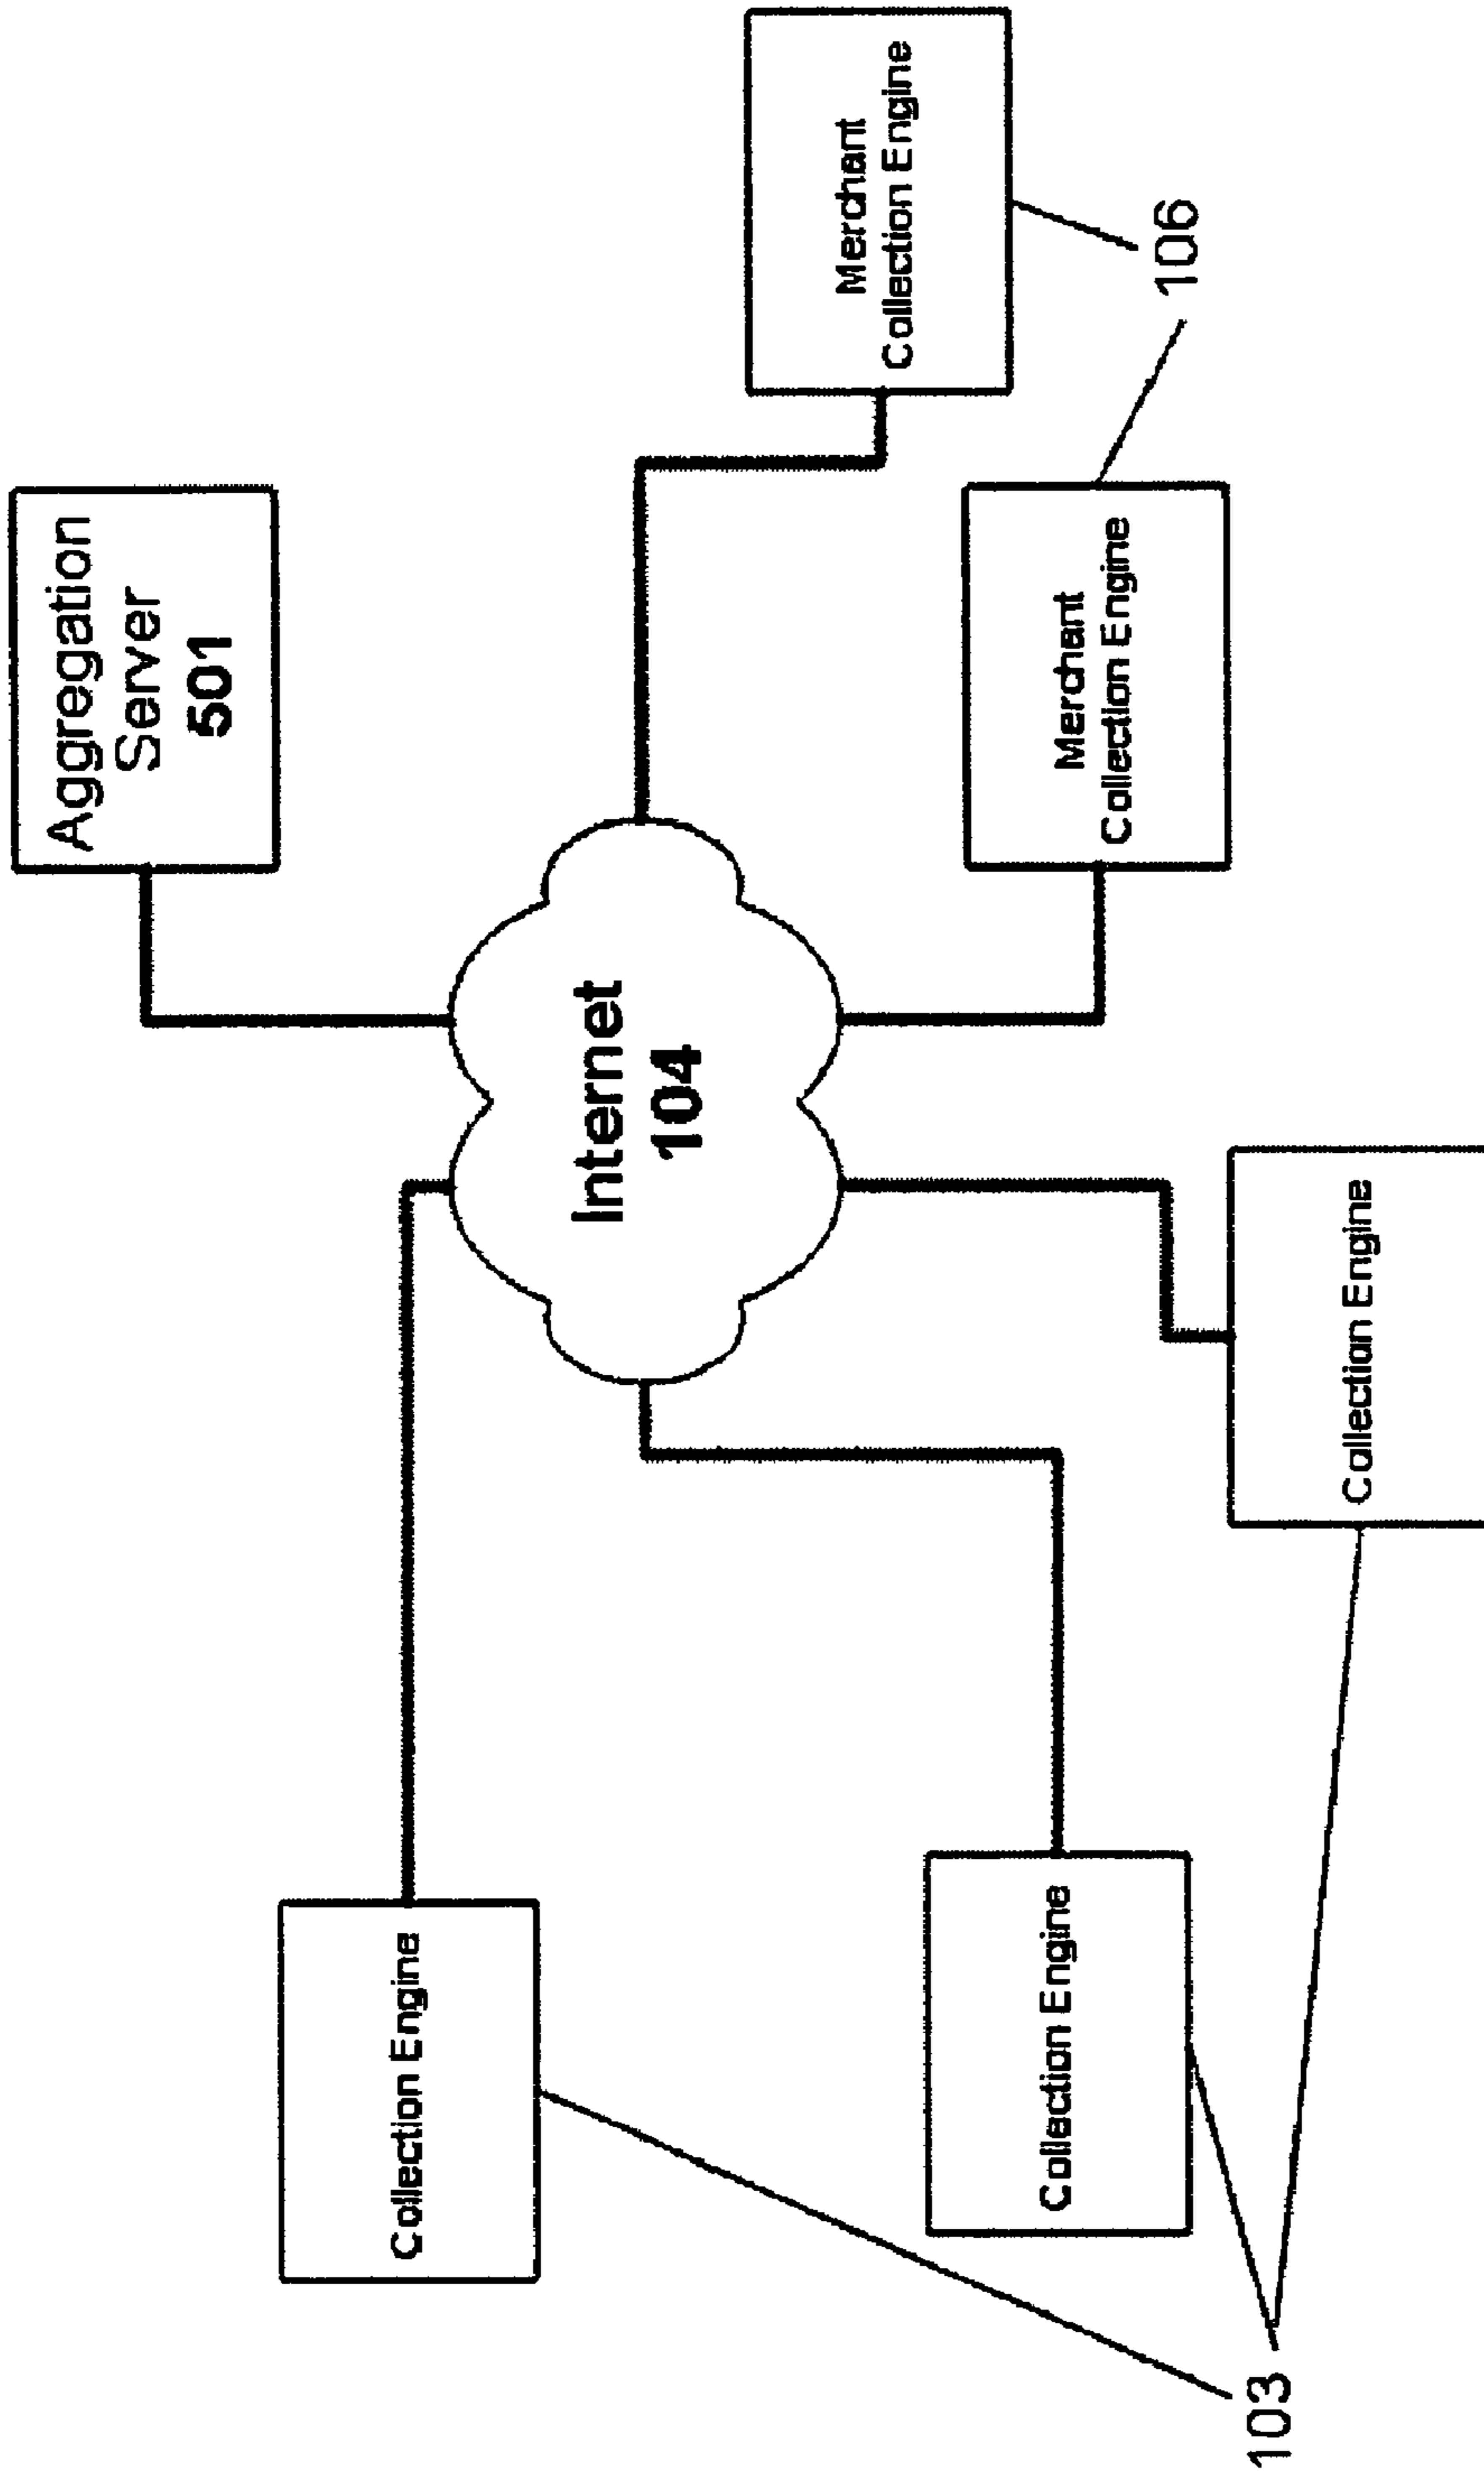 Aggregation
Server
501
Collection Engine
Internet
104
Merchant
Collection Engine
Collection Engine
Merchant
Collection Engine
106
103
Collection Engine